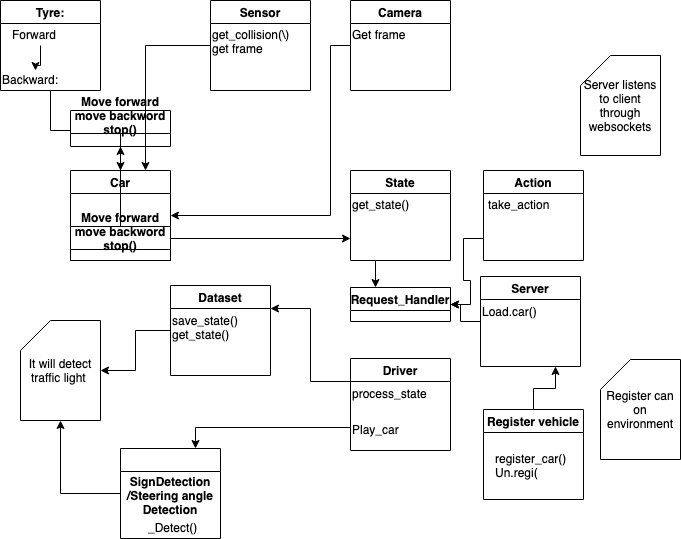 Tyre:
Forward
Backward:
Sensor
get_collision(\)
get frame
Camera
Get frame
Server listens
to client
through
websockets
Move forward
move backword
stop()
Car
Move forward
move backword
stop()
State
get_state()
Action
take_action
Request_Handler
Server
Load.car()
Dataset
save_state()
get_state()
It will detect
traffic light
Driver
process_state
Play_car
Register can
on
environment
Register vehicle
register_car()
Un.regi(
SignDetection
/Steering angle
Detection
_Detect()